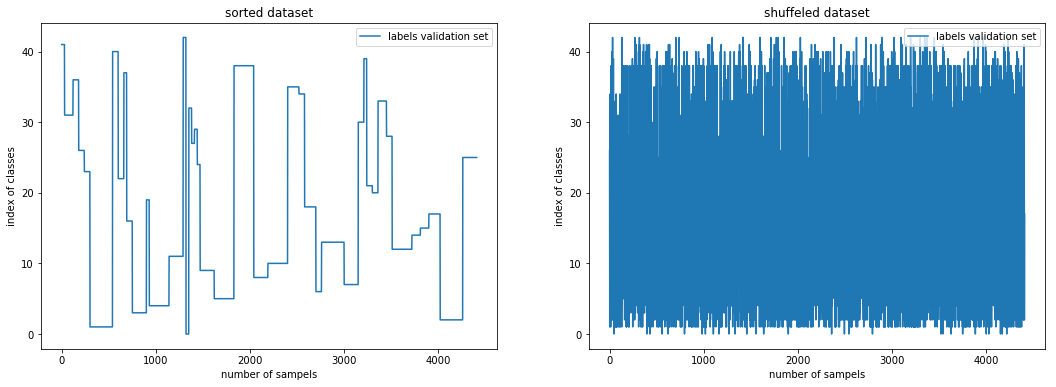 sorted dataset
labels validation set
index of classes
40
30
20
10
0
0 1000 2000 3000 4000
number of sampels
shuffeled dataset
labels validation set
index of classes
40
30
20
10
0
0 1000 2000 3000 4000
number of sampels